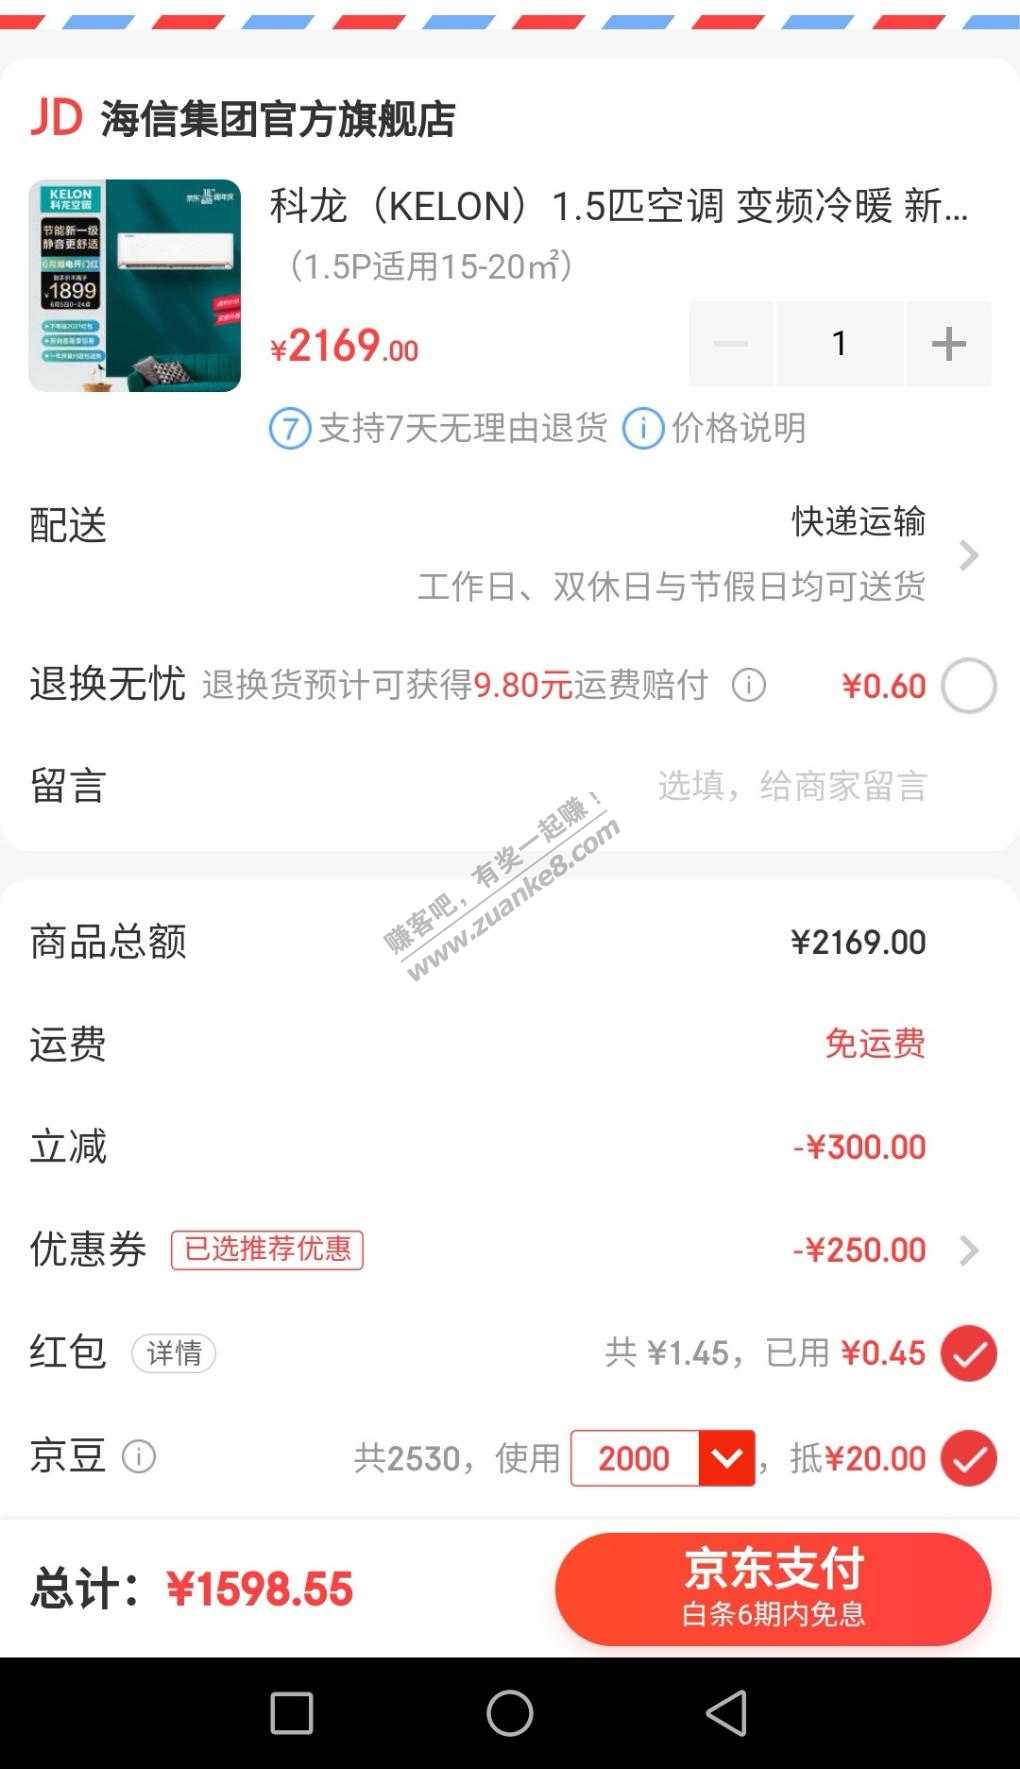 JD 海信集团官方旗舰店
KELON
科龙空调
节能新一级
静音更舒适
¥1899
科龙（KELON）1.5匹空调 变频冷暖 新...
（1.5P适用15-20㎡）
¥2169.00
1
7 支持7天无理由退货 i 价格说明
配送
快递运输
工作日、双休日与节假日均可送货
退换无忧 退换货预计可获得9.80元运费赔付 i ¥0.60
留言
选填，给商家留言
赚客吧，有奖一起赚！
www.zuanke8.com
商品总额
¥2169.00
运费
免运费
立减
-¥300.00
优惠券 已选推荐优惠
-¥250.00
红包 详情
共 ¥1.45，已用 ¥0.45
京豆 i
共2530，使用 2000，抵¥20.00
总计：¥1598.55
京东支付
白条6期内免息